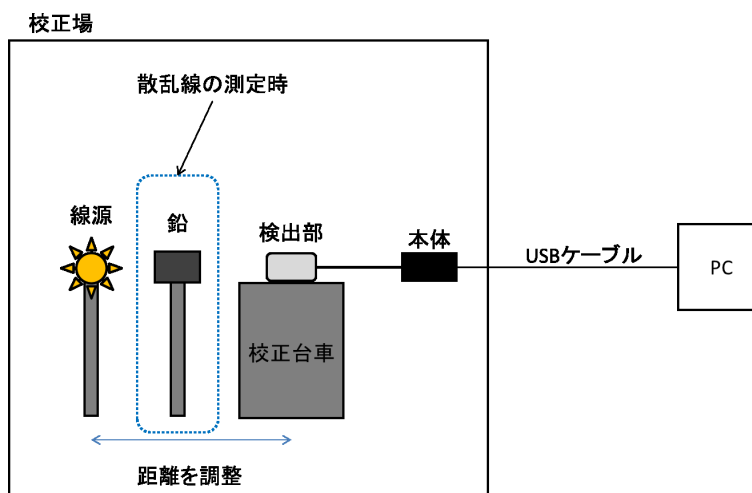 校正場
散乱線の測定時
線源
鉛
検出部
本体
USBケーブル
PC
校正台車
距離を調整